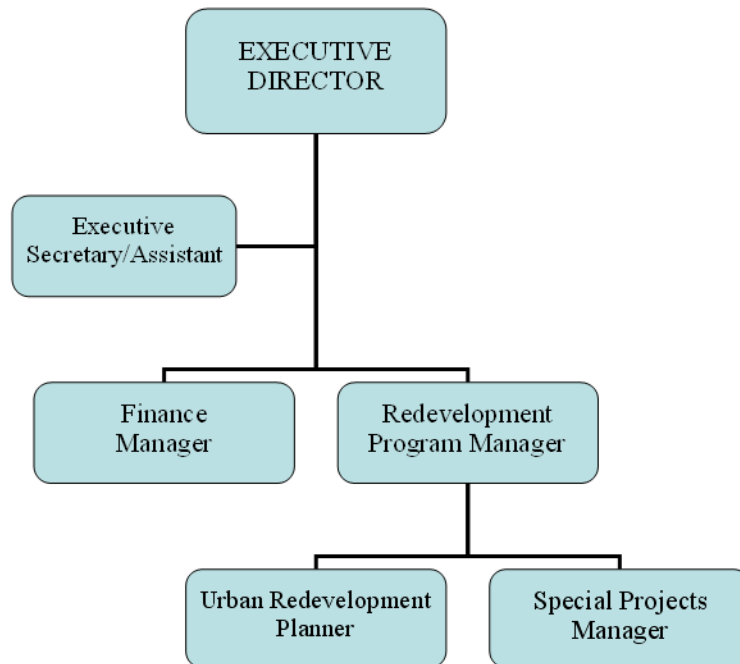 EXECUTIVE
DIRECTOR
Executive
Secretary/Assistant
Finance
Manager
Redevelopment
Program Manager
Urban Redevelopment
Planner
Special Projects
Manager